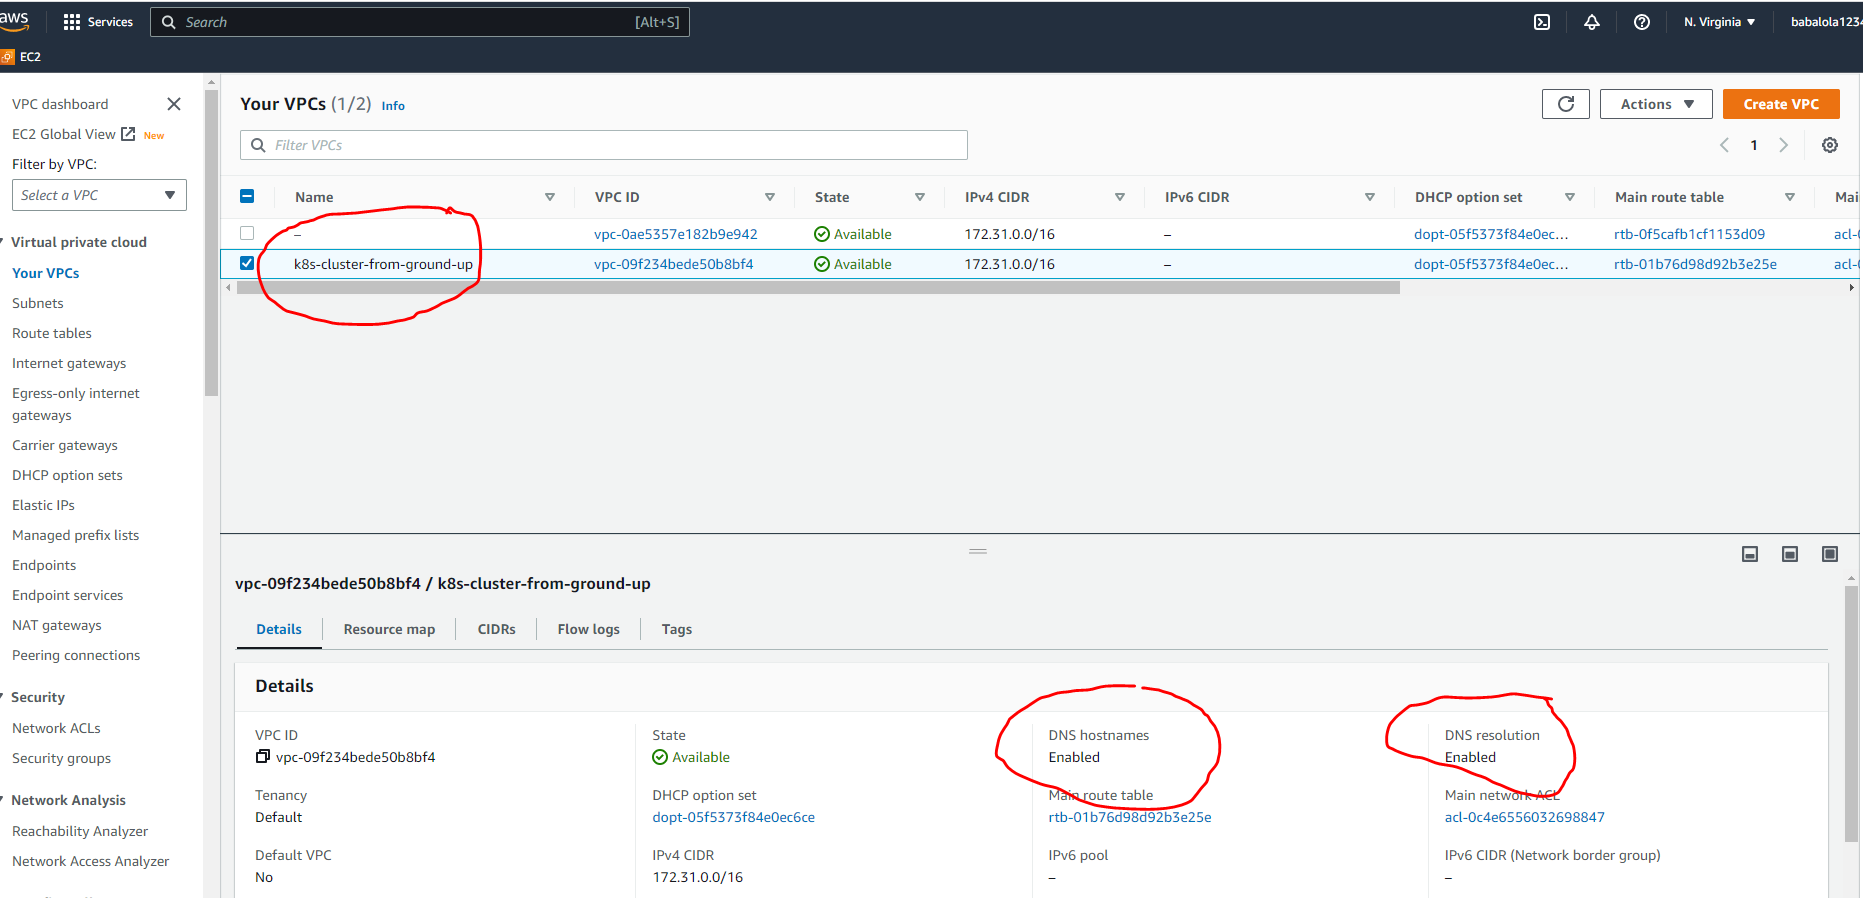 aws
Services
Search
[Alt+S]
N. Virginia
babalola1234
EC2
VPC dashboard
EC2 Global View New
Filter by VPC:
Select a VPC
Virtual private cloud
Your VPCs
Subnets
Route tables
Internet gateways
Egress-only internet
gateways
Carrier gateways
DHCP option sets
Elastic IPs
Managed prefix lists
Endpoints
Endpoint services
NAT gateways
Peering connections
Security
Network ACLs
Security groups
Network Analysis
Reachability Analyzer
Network Access Analyzer
Your VPCs (1/2) Info
Actions
Create VPC
Filter VPCs
1
Name VPC ID State IPv4 CIDR IPv6 CIDR DHCP option set Main route table Mai
– vpc-0ae5357e182b9e942 Available 172.31.0.0/16 – dopt-05f5373f84e0ec... rtb-0f5cafb1cf1153d09 acl-0
k8s-cluster-from-ground-up vpc-09f234bede50b8bf4 Available 172.31.0.0/16 – dopt-05f5373f84e0ec... rtb-01b76d98d92b3e25e acl-0
vpc-09f234bede50b8bf4 / k8s-cluster-from-ground-up
Details Resource map CIDRs Flow logs Tags
Details
VPC ID
vpc-09f234bede50b8bf4
State
Available
DNS hostnames
Enabled
DNS resolution
Enabled
Tenancy
Default
DHCP option set
dopt-05f5373f84e0ec6ce
Main route table
rtb-01b76d98d92b3e25e
Main network ACL
acl-0c4e6556032698847
Default VPC
No
IPv4 CIDR
172.31.0.0/16
IPv6 pool
–
IPv6 CIDR (Network border group)
–